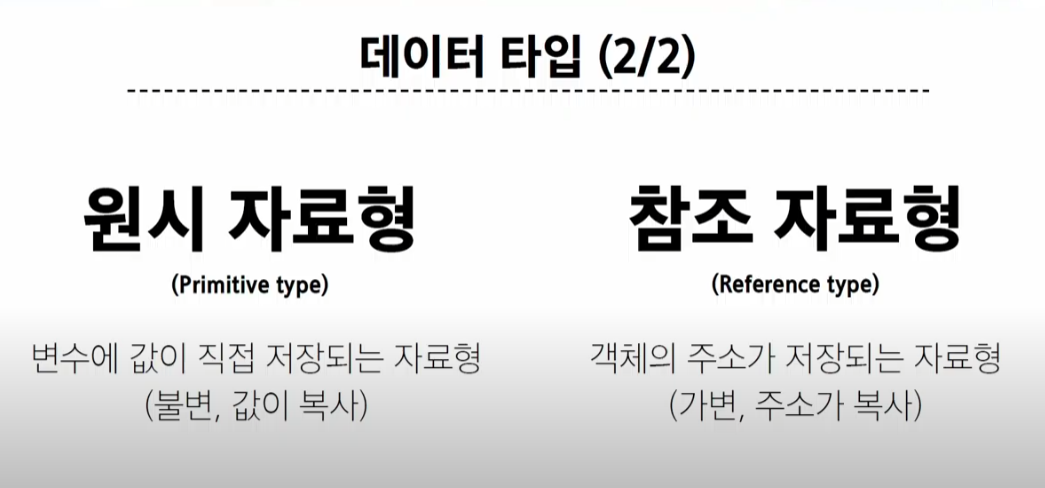 데이터 타입 (2/2)
원시 자료형
(Primitive type)
변수에 값이 직접 저장되는 자료형
(불변, 값이 복사)
참조 자료형
(Reference type)
객체의 주소가 저장되는 자료형
(가변, 주소가 복사)